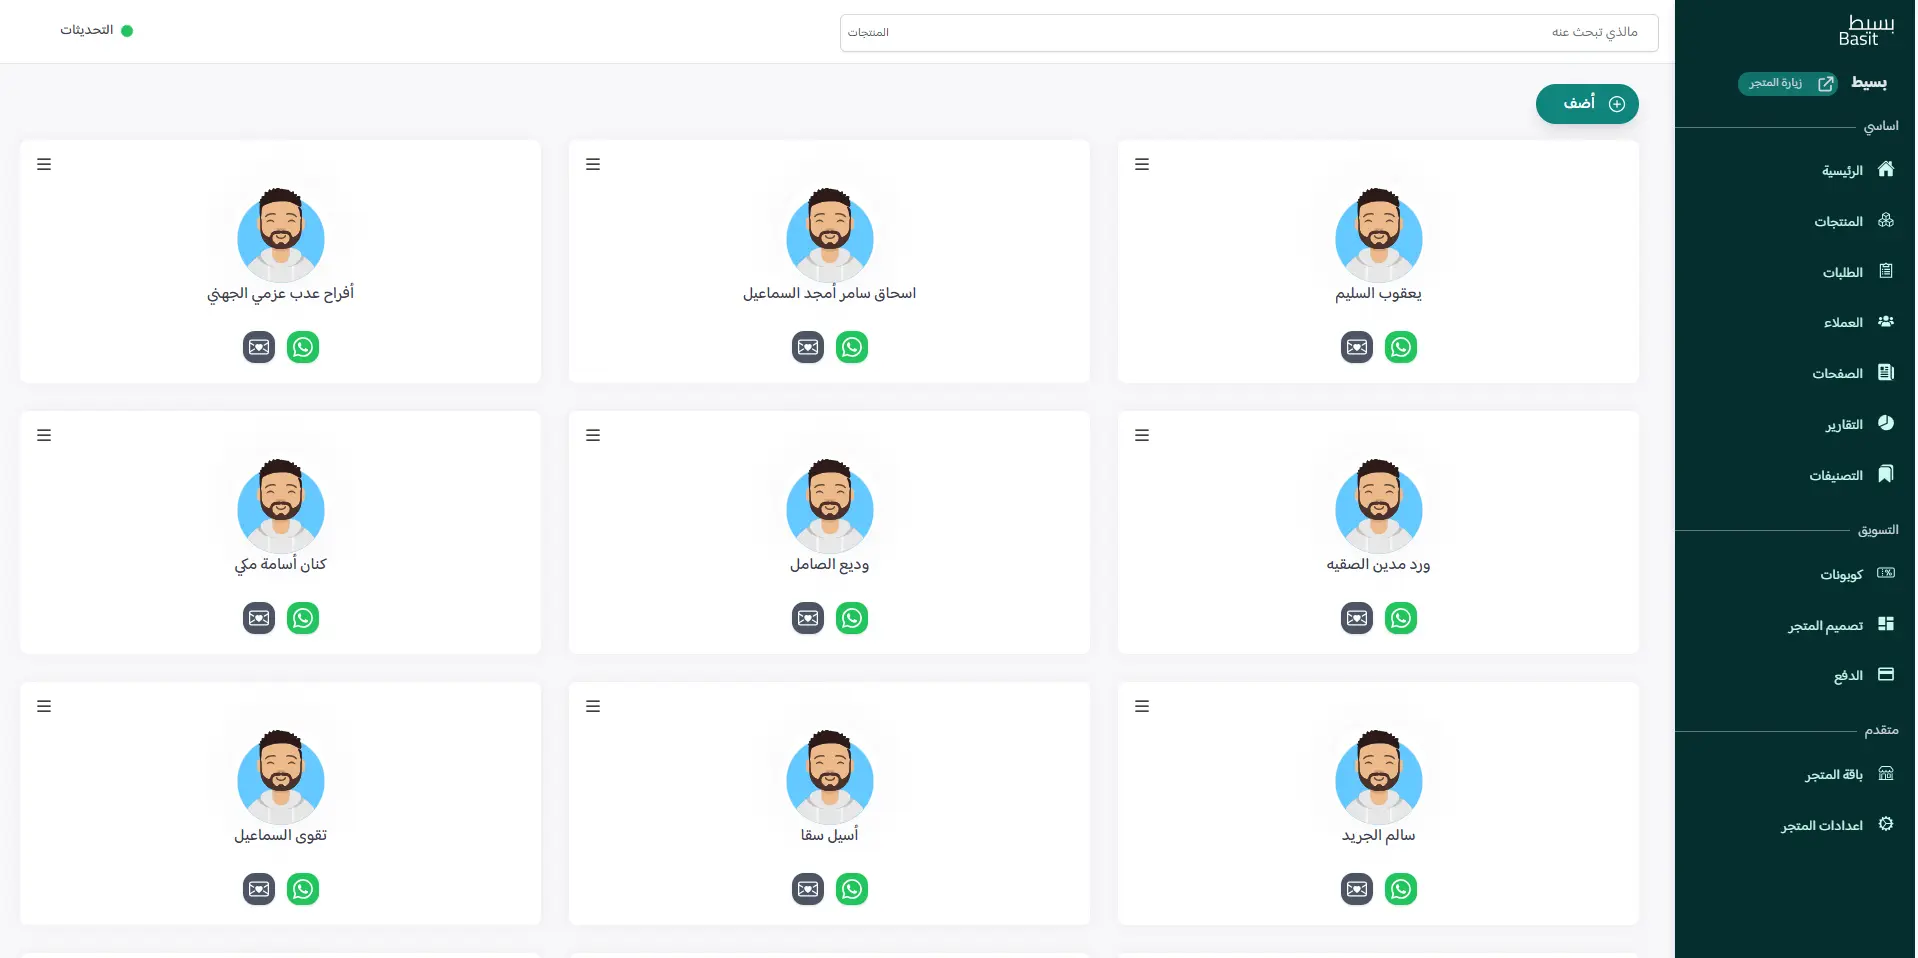 بسيط
Basit
بسيط
زيارة المتجر
اساسي
الرئيسية
المنتجات
الطلبات
العملاء
الصفحات
التقارير
التصنيفات
التسويق
كوبونات
تصميم المتجر
الدفع
متقدم
باقة المتجر
اعدادات المتجر
مالذي تبحث عنه
المنتجات
التحديثات
أضف
يعقوب السليم
اسحاق سامر أمجد السماعيل
أفراح عدب عزمي الجهني
ورد مدين الصقيه
وديع الصامل
كنان أسامة مكي
سالم الجريد
أسيل سقا
تقوى السماعيل